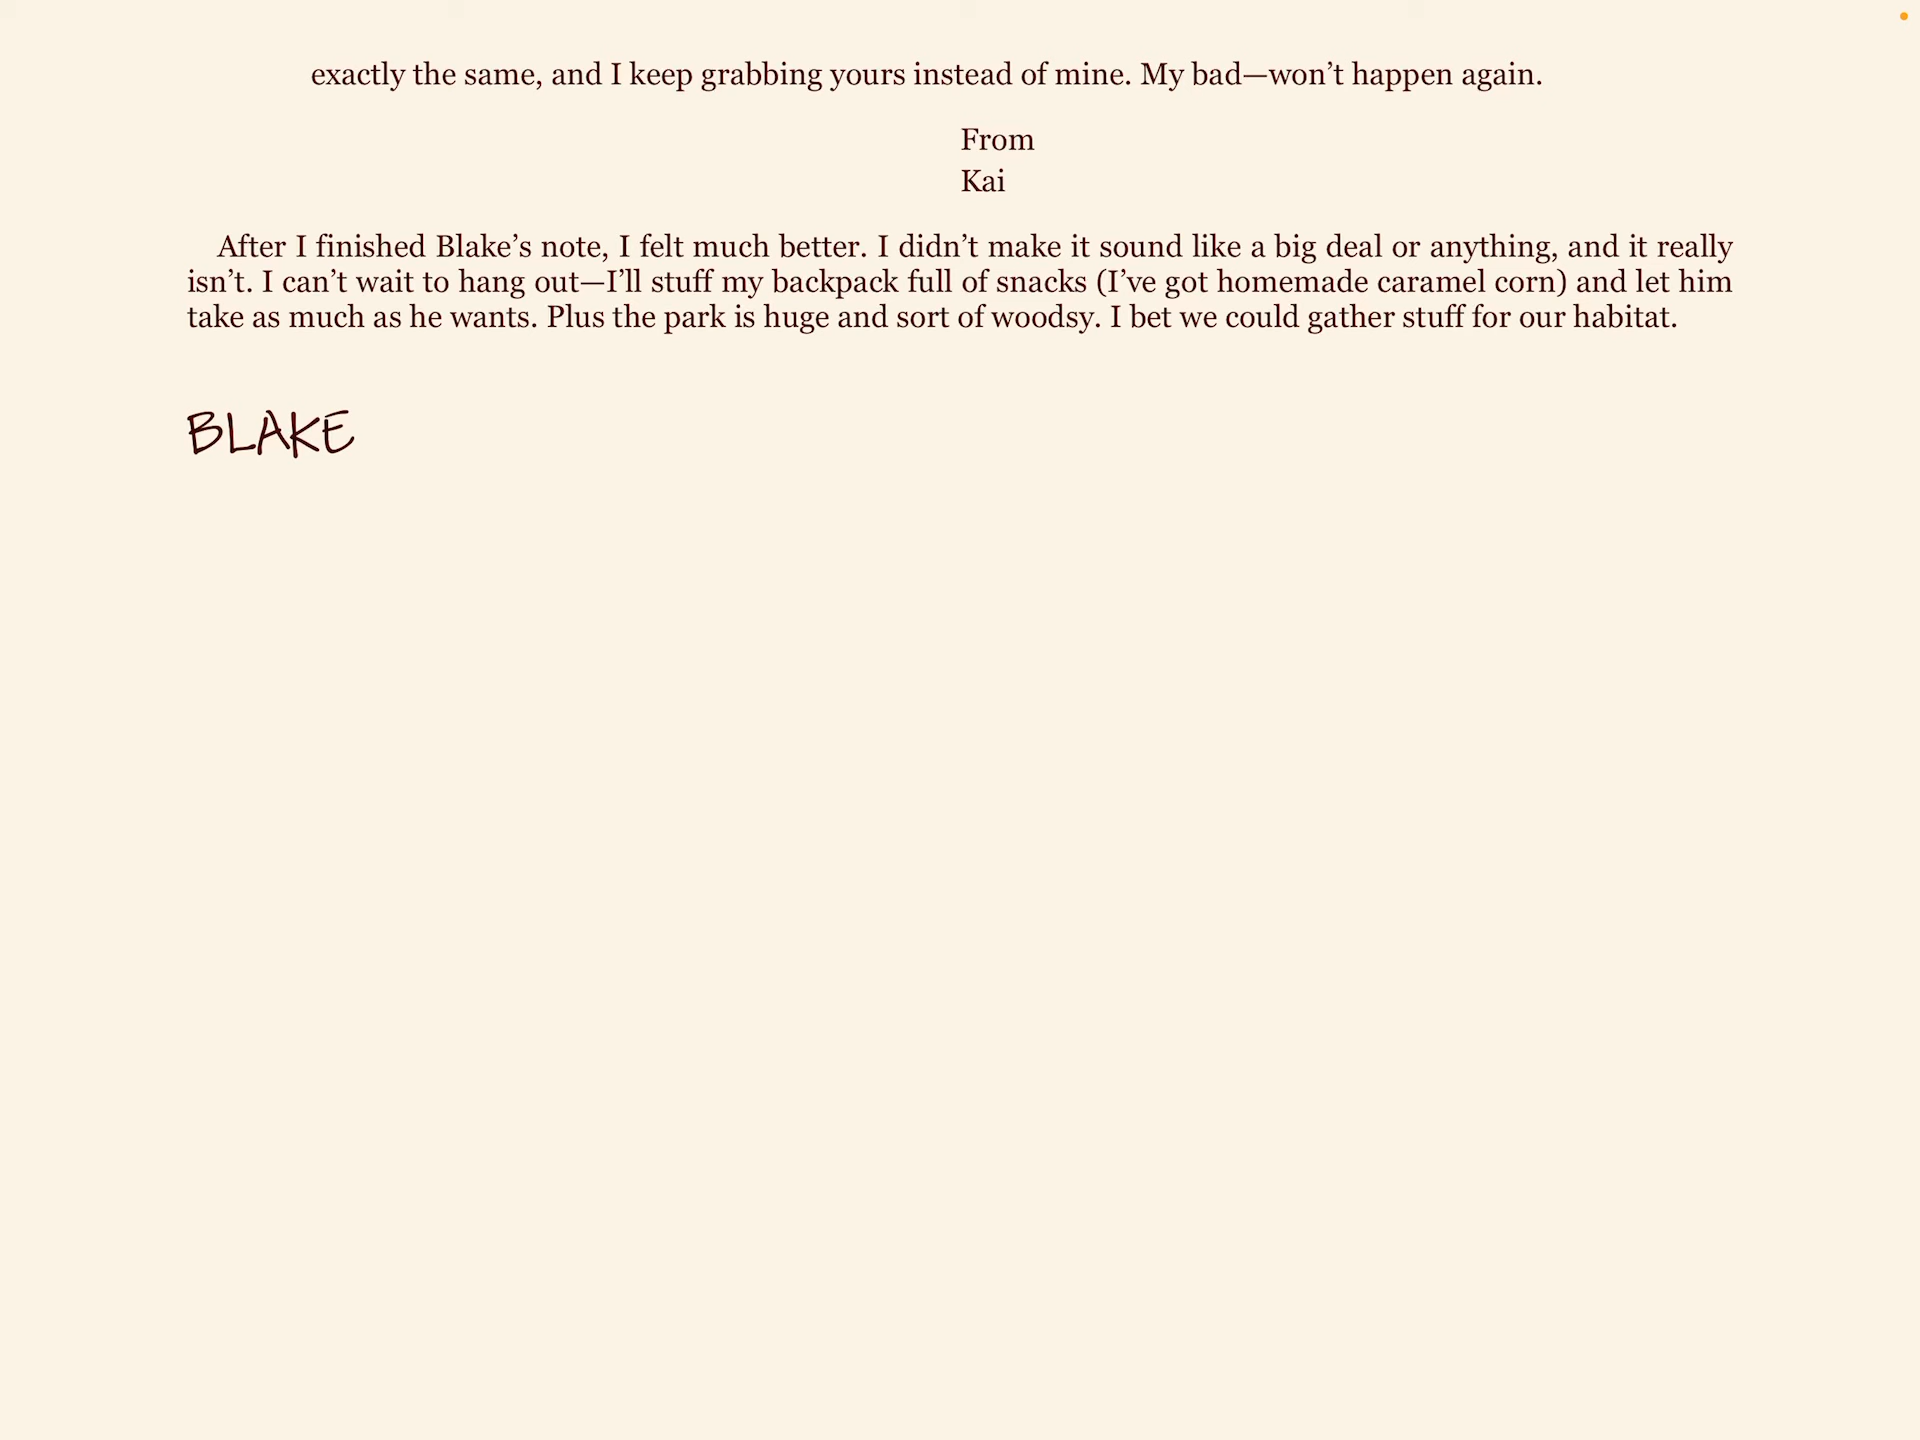 exactly the same, and I keep grabbing yours instead of mine. My bad—won’t happen again.
From
Kai
After I finished Blake’s note, I felt much better. I didn’t make it sound like a big deal or anything, and it really
isn’t. I can’t wait to hang out—I’ll stuff my backpack full of snacks (I’ve got homemade caramel corn) and let him
take as much as he wants. Plus the park is huge and sort of woodsy. I bet we could gather stuff for our habitat.
BLAKE